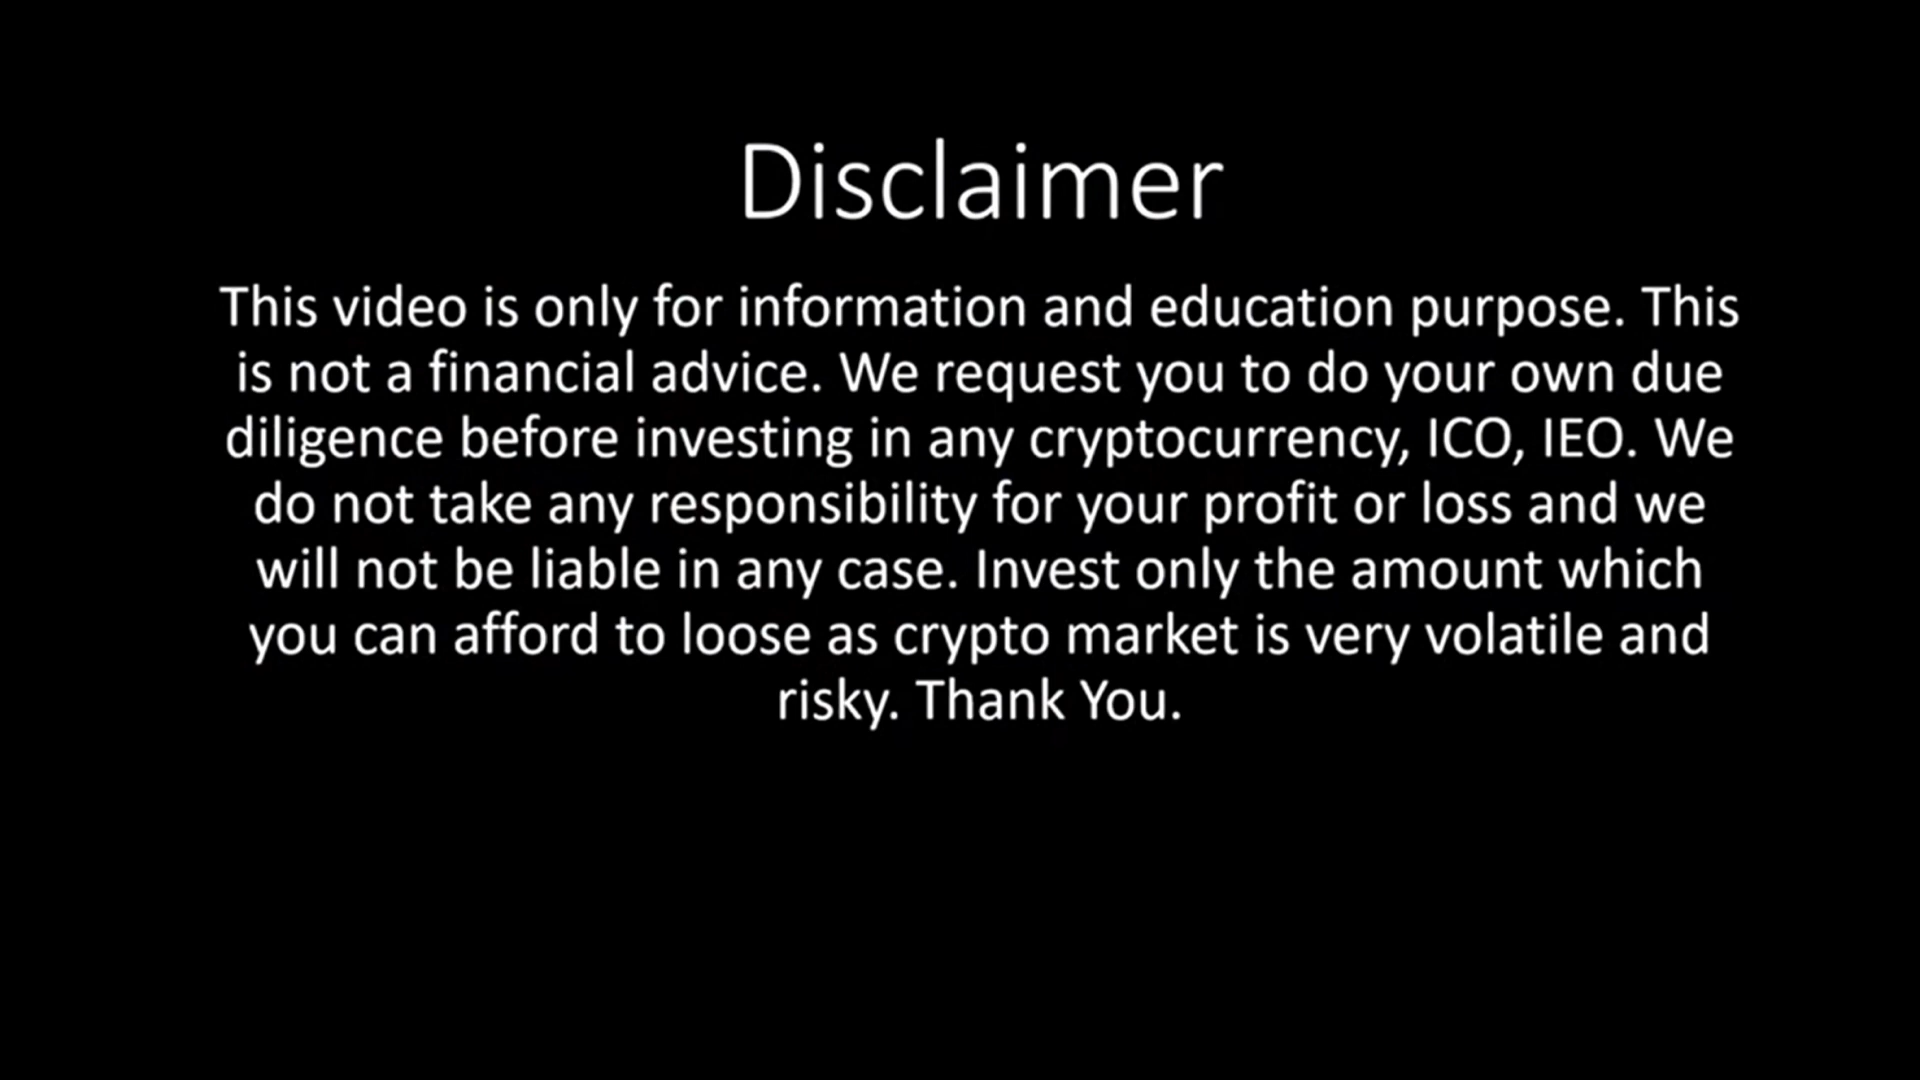 Disclaimer
This video is only for information and education purpose. This
is not a financial advice. We request you to do your own due
diligence before investing in any cryptocurrency, ICO, IEO. We
do not take any responsibility for your profit or loss and we
will not be liable in any case. Invest only the amount which
you can afford to loose as crypto market is very volatile and
risky. Thank You.